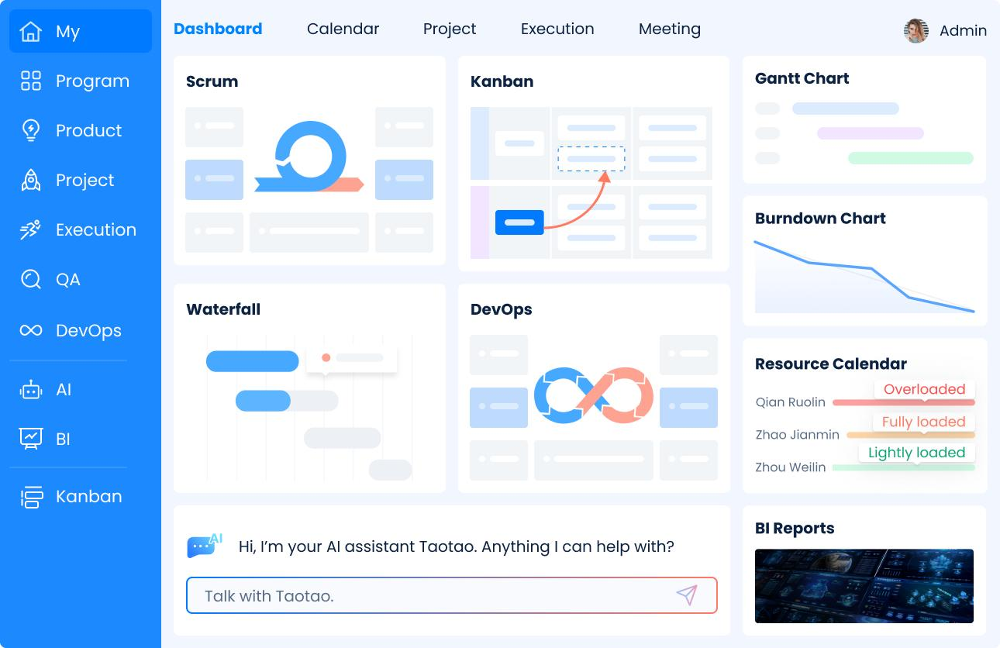 My
Program
Product
Project
Execution
QA
DevOps
AI
BI
Kanban
Dashboard Calendar Project Execution Meeting Admin
Scrum
Kanban
Gantt Chart
Burndown Chart
Waterfall
DevOps
Resource Calendar
Overloaded
Qian Ruolin
Fully loaded
Zhao Jianmin
Lightly loaded
Zhou Weilin
AI
Hi, I’m your AI assistant Taotao. Anything I can help with?
Talk with Taotao.
BI Reports